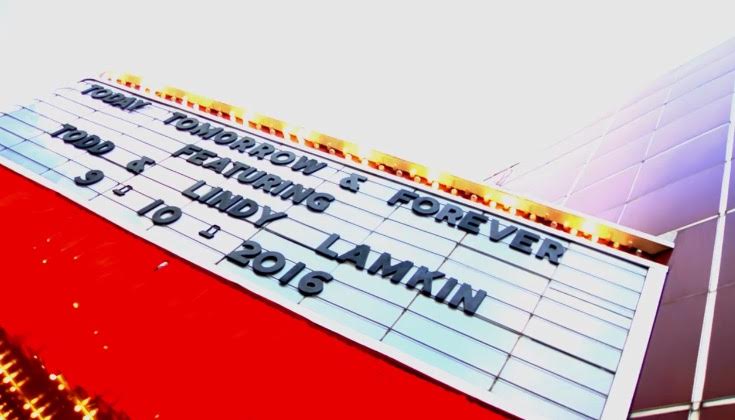 TODAY TOMORROW & FOREVER
FEATURING
TODD & LINDY LAMKIN
9 - 10 - 2016